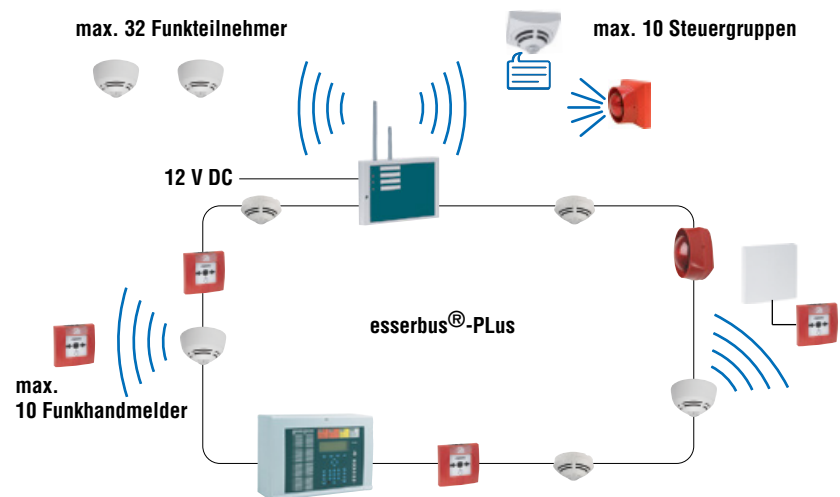 max. 32 Funkteilnehmer
max. 10 Steuergruppen
12 V DC
esserbus®-PLus
max.
10 Funkhandmelder